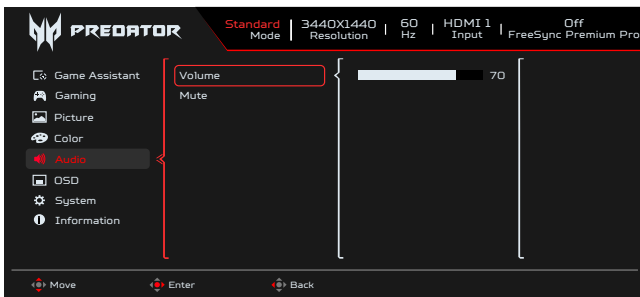 PREDATOR
Standard 3440X1440 60 HDMI 1 Off
Mode Resolution Hz Input FreeSync Premium Pro
Game Assistant
Gaming
Picture
Color
Audio
OSD
System
Information
Volume
Mute
70
Move Enter Back